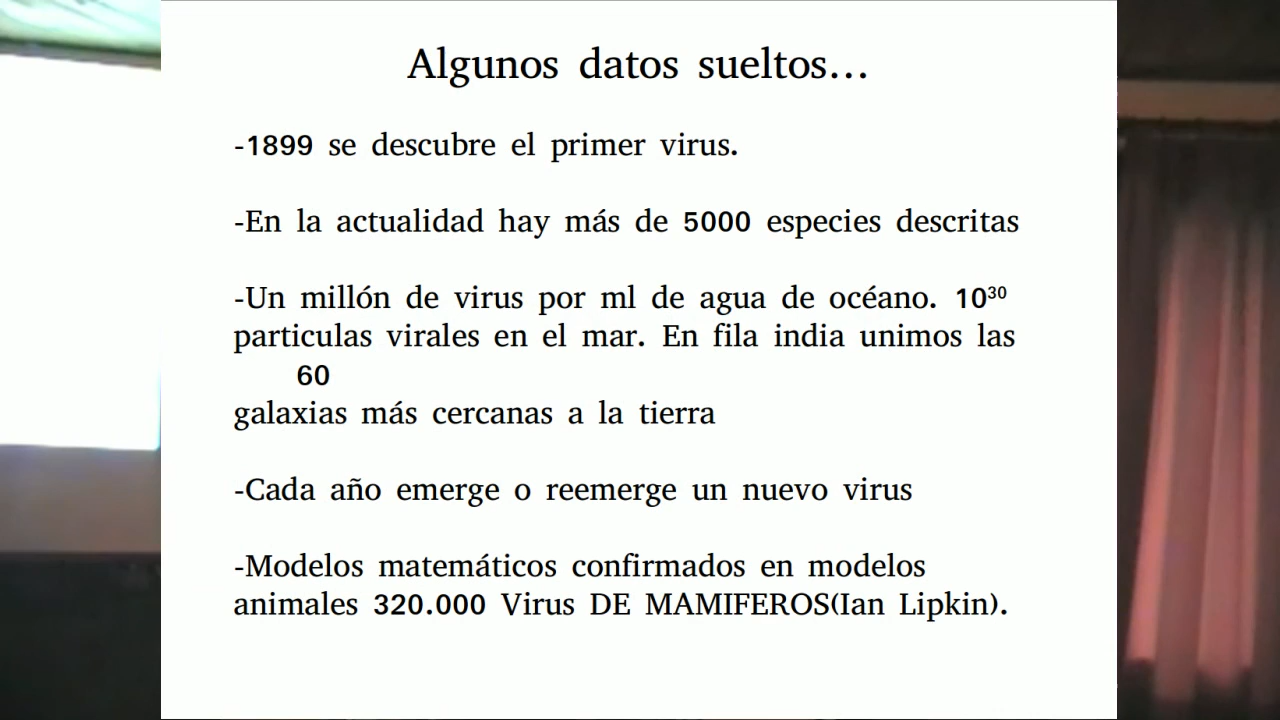 Algunos datos sueltos...
-1899 se descubre el primer virus.
-En la actualidad hay más de 5000 especies descritas
-Un millón de virus por ml de agua de océano. 10³⁰
particulas virales en el mar. En fila india unimos las
60
galaxias más cercanas a la tierra
-Cada año emerge o reemerge un nuevo virus
-Modelos matemáticos confirmados en modelos
animales 320.000 Virus DE MAMIFEROS(Ian Lipkin).